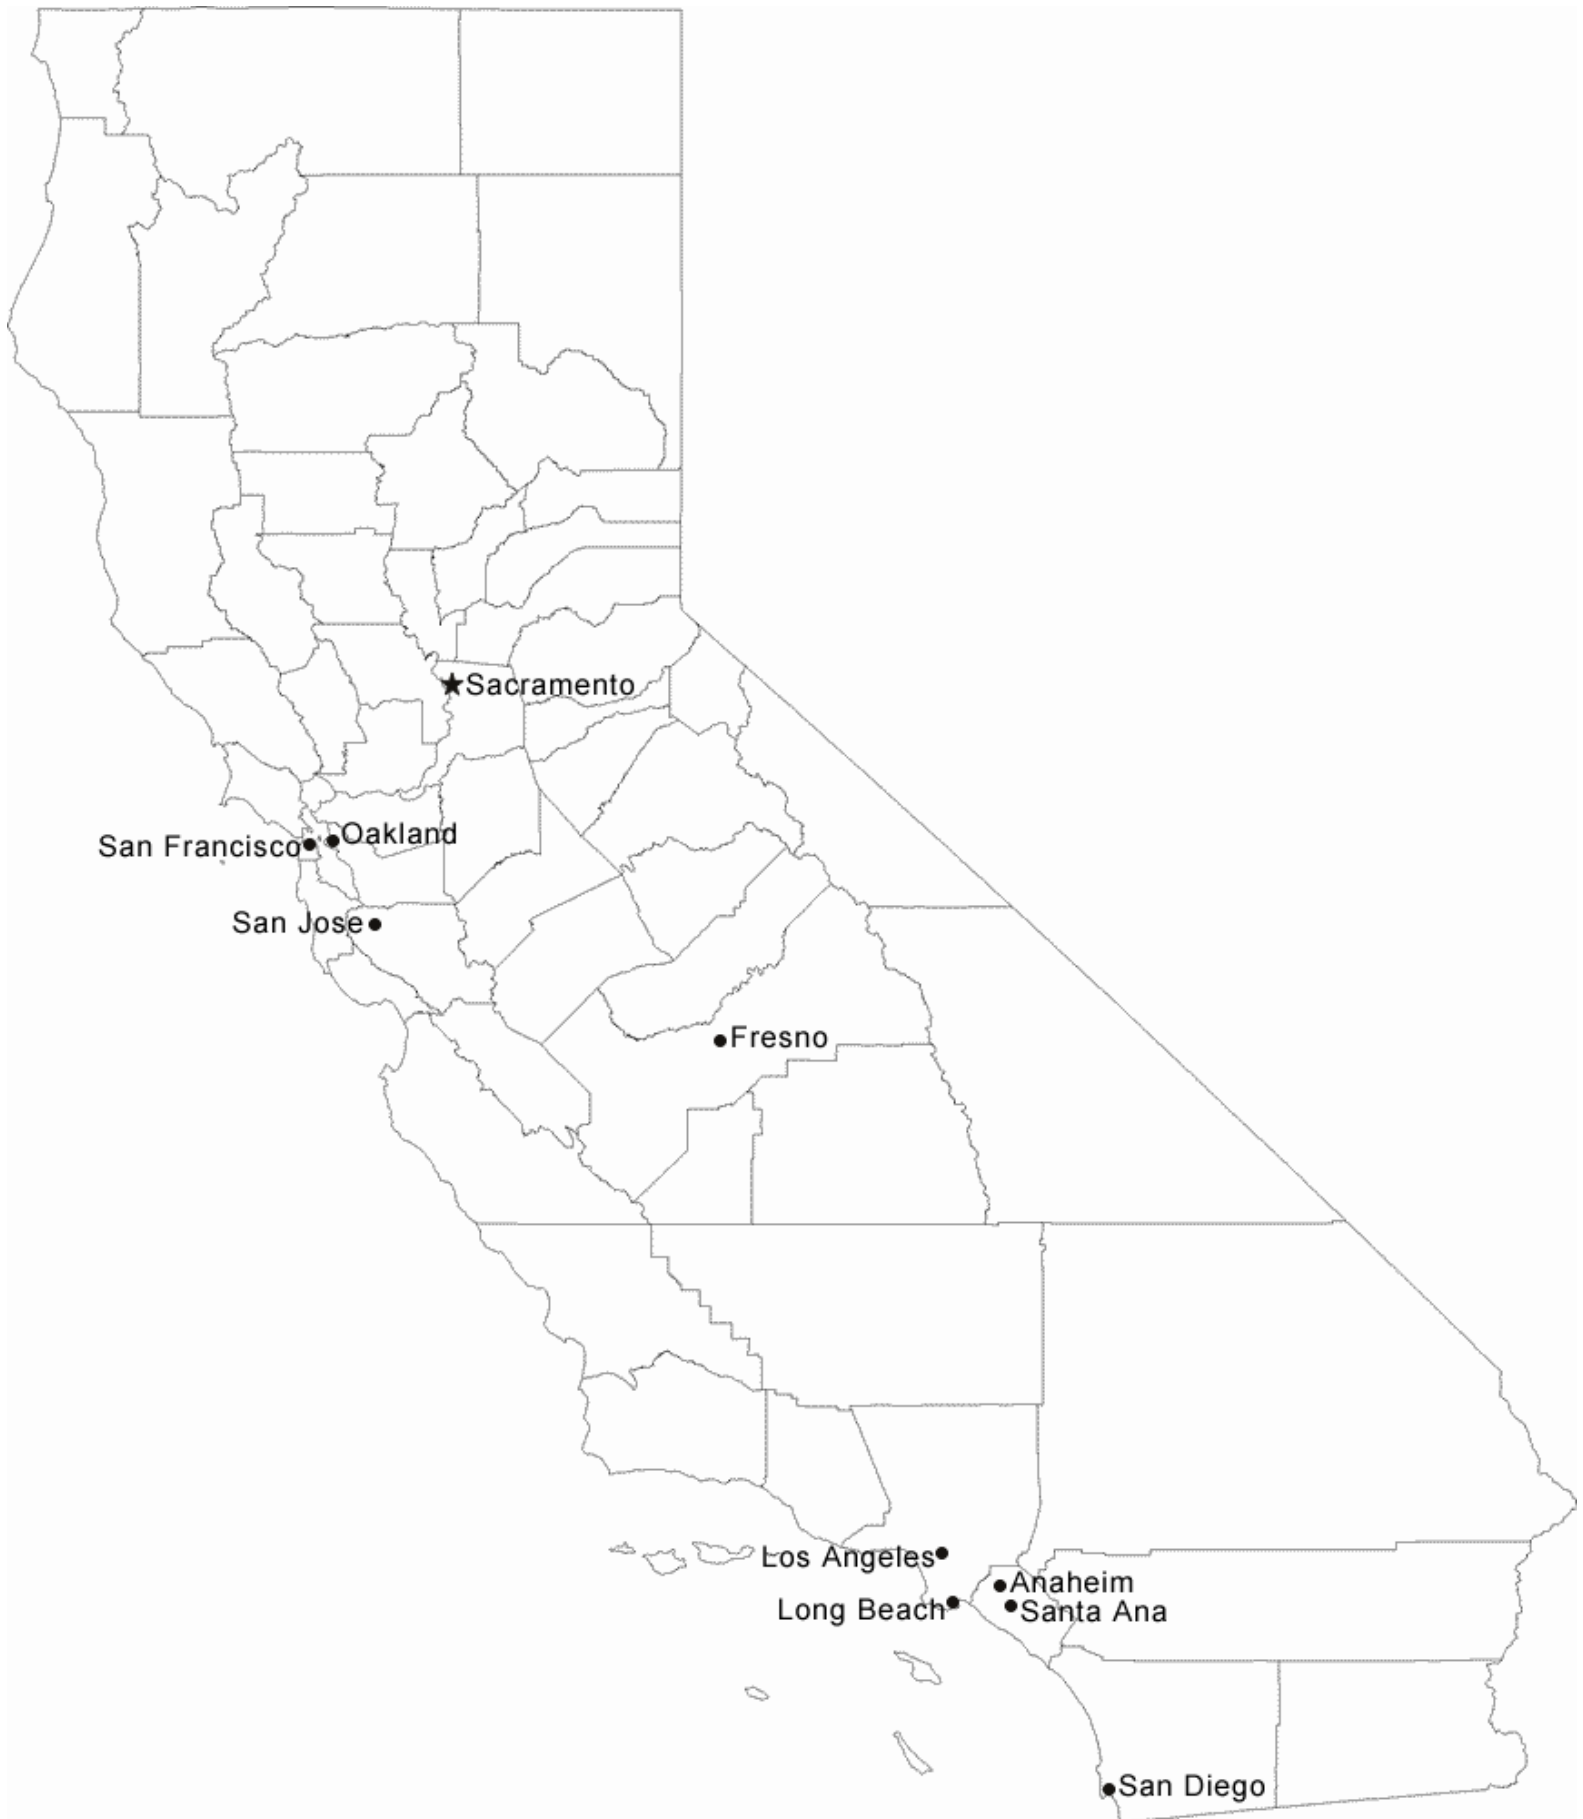 Sacramento
Oakland
San Francisco
San Jose
Fresno
Los Angeles
Anaheim
Long Beach
Santa Ana
San Diego